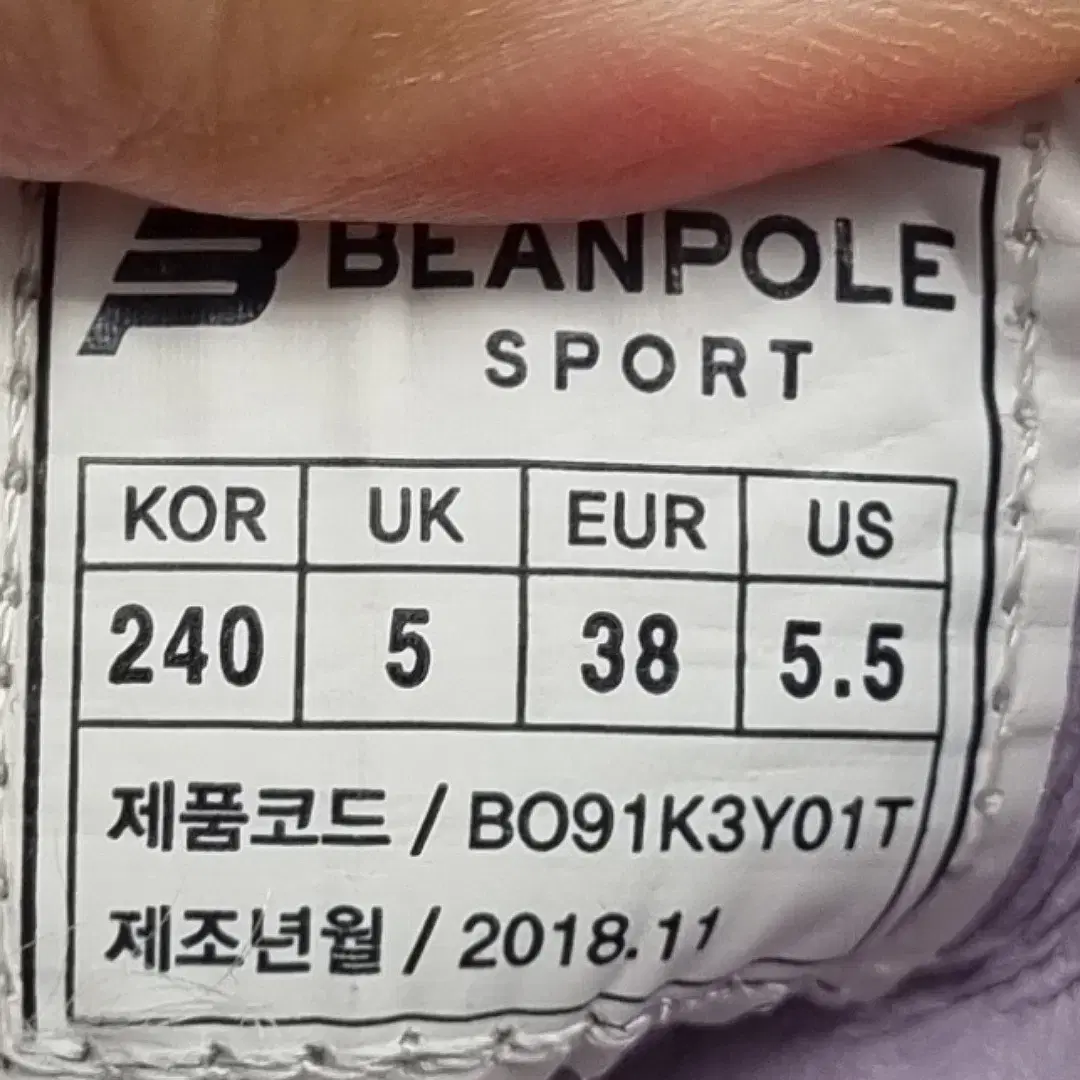 BEANPOLE
SPORT
KOR UK EUR US
240 5 38 5.5
제품코드 / BO91K3Y01T
제조년월 / 2018.11